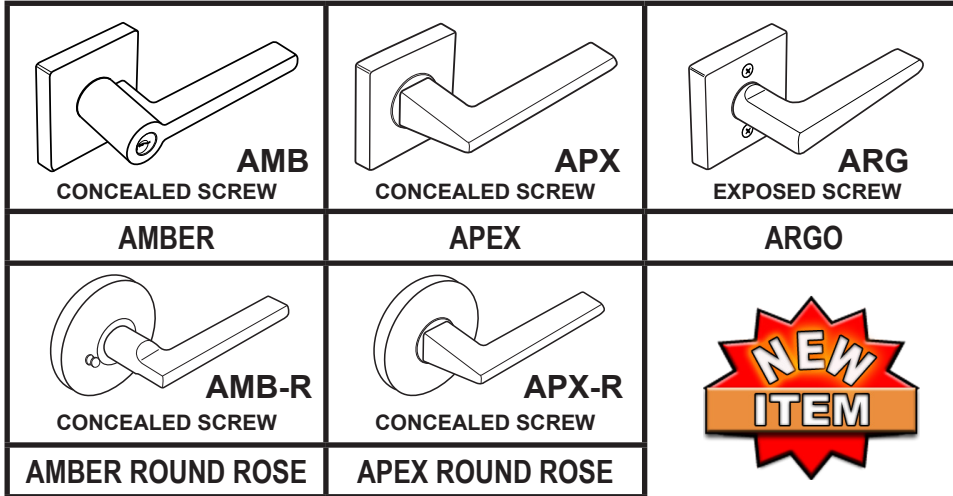 AMB
CONCEALED SCREW
APX
CONCEALED SCREW
ARG
EXPOSED SCREW
AMBER
APEX
ARGO
AMB-R
CONCEALED SCREW
APX-R
CONCEALED SCREW
NEW
ITEM
AMBER ROUND ROSE
APEX ROUND ROSE